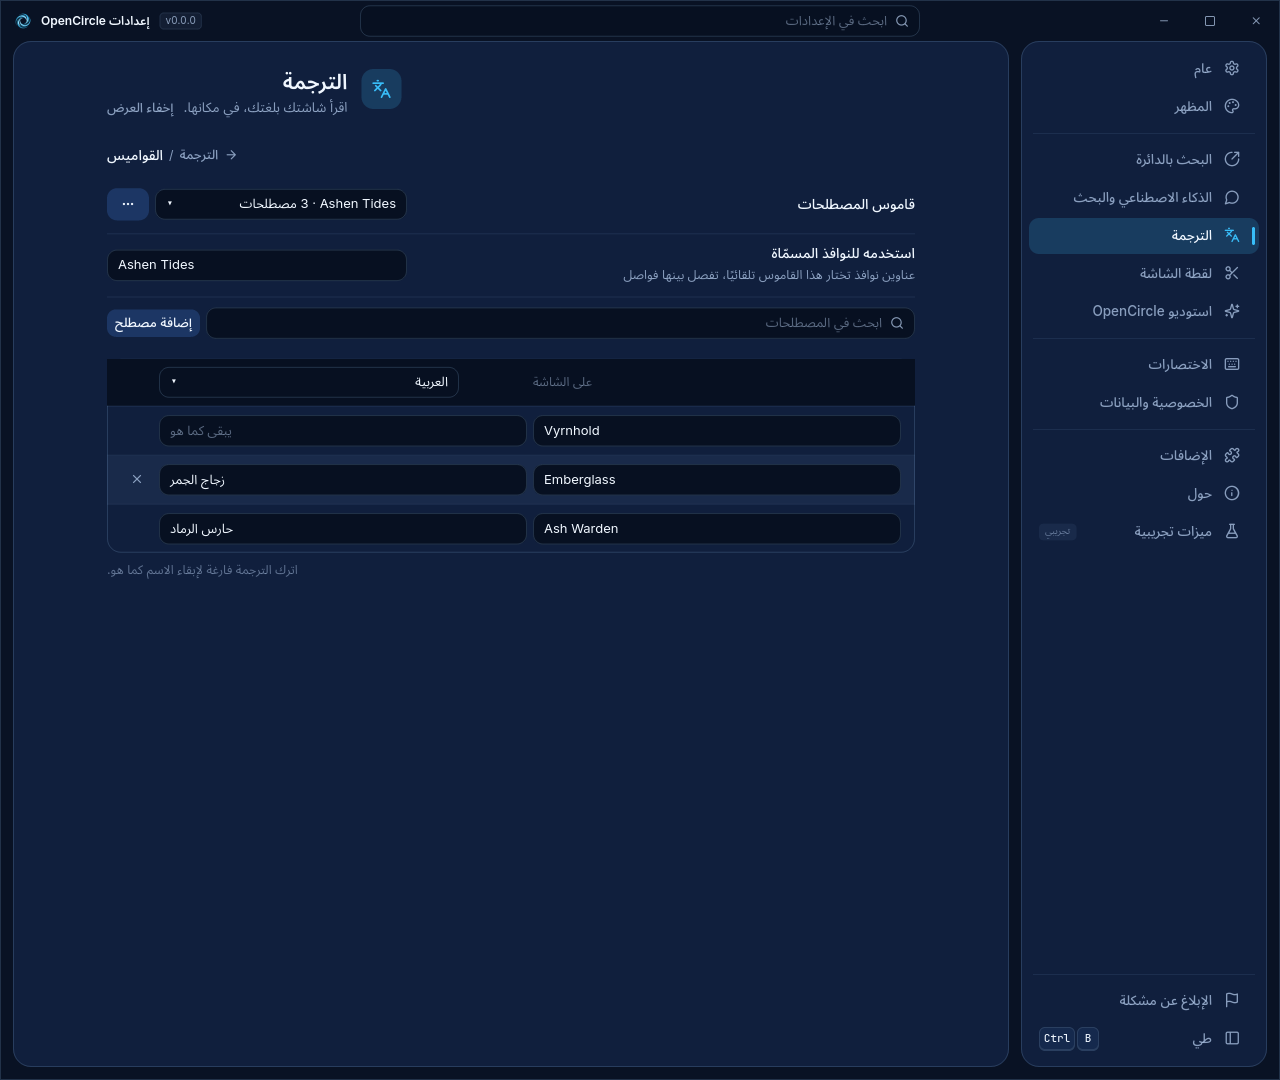 إعدادات OpenCircle v0.0.0
ابحث في الإعدادات
عام
المظهر
البحث بالدائرة
الذكاء الاصطناعي والبحث
الترجمة
لقطة الشاشة
استوديو OpenCircle
الاختصارات
الخصوصية والبيانات
الإضافات
حول
ميزات تجريبية تجريبي
الإبلاغ عن مشكلة
طي Ctrl B
الترجمة
اقرأ شاشتك بلغتك، في مكانها. إخفاء العرض
الترجمة / القواميس
قاموس المصطلحات
Ashen Tides · 3 مصطلحات
استخدمه للنوافذ المسمّاة
عناوين نوافذ تختار هذا القاموس تلقائيًا، تفصل بينها فواصل
Ashen Tides
ابحث في المصطلحات
إضافة مصطلح
على الشاشة العربية
Vyrnhold يبقى كما هو
Emberglass زجاج الجمر
Ash Warden حارس الرماد
اترك الترجمة فارغة لإبقاء الاسم كما هو.